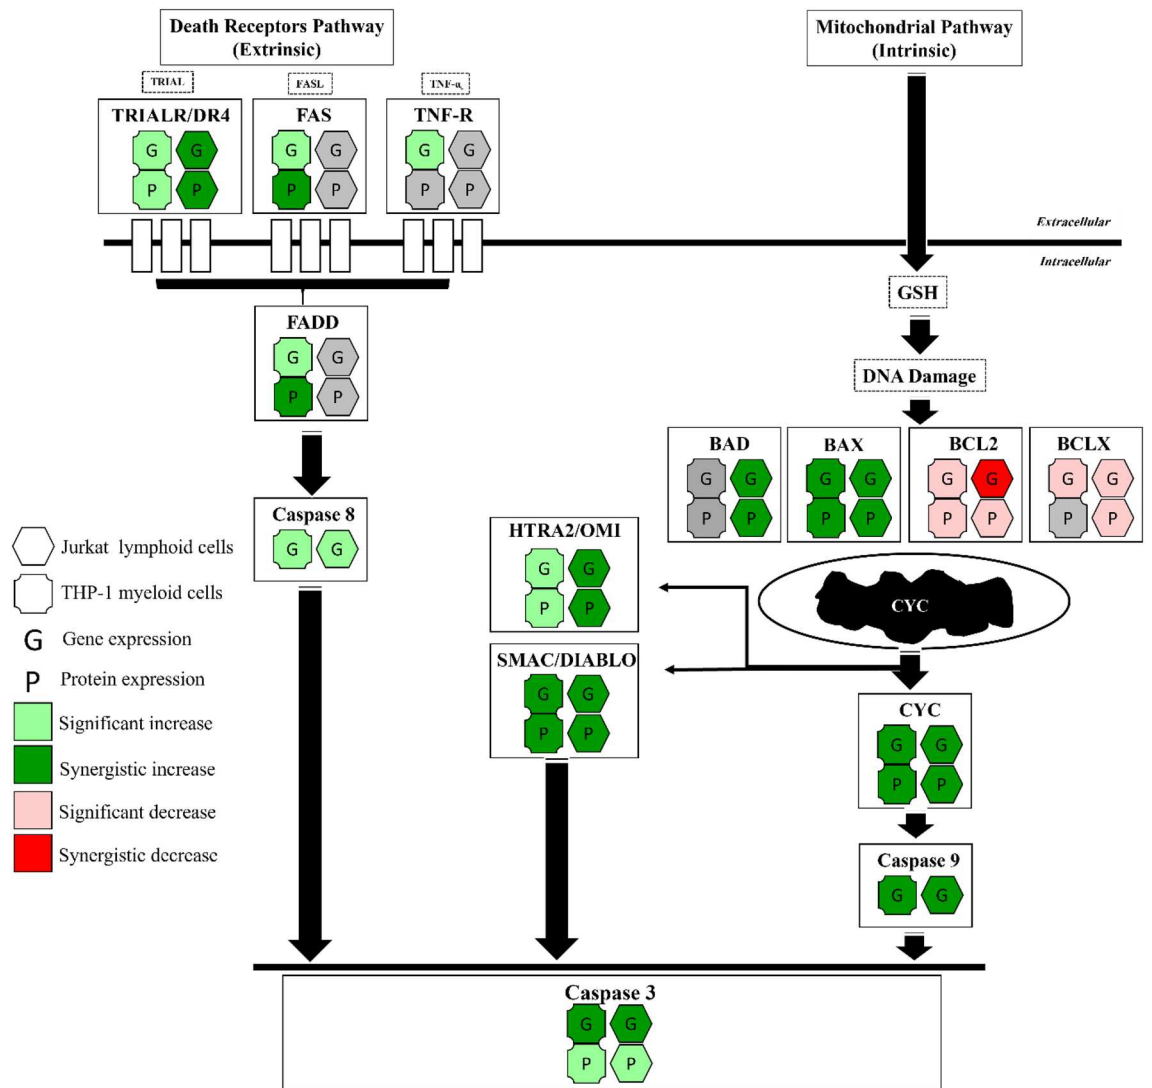 Death Receptors Pathway
(Extrinsic)
Mitochondrial Pathway
(Intrinsic)
TRIAL
FASL
TNF-α
TRIALR/DR4
FAS
TNF-R
G G
G G
G G
P P
P P
P P
Extracellular
Intracellular
GSH
FADD
G G
P P
DNA Damage
BAD
BAX
BCL2
BCLX
G G
G G
G G
G G
P P
P P
P P
P P
Caspase 8
G G
HTRA2/OMI
G G
P P
CYC
SMAC/DIABLO
G G
P P
CYC
G G
P P
Caspase 9
G G
Jurkat lymphoid cells
THP-1 myeloid cells
G Gene expression
P Protein expression
Significant increase
Synergistic increase
Significant decrease
Synergistic decrease
Caspase 3
G G
P P